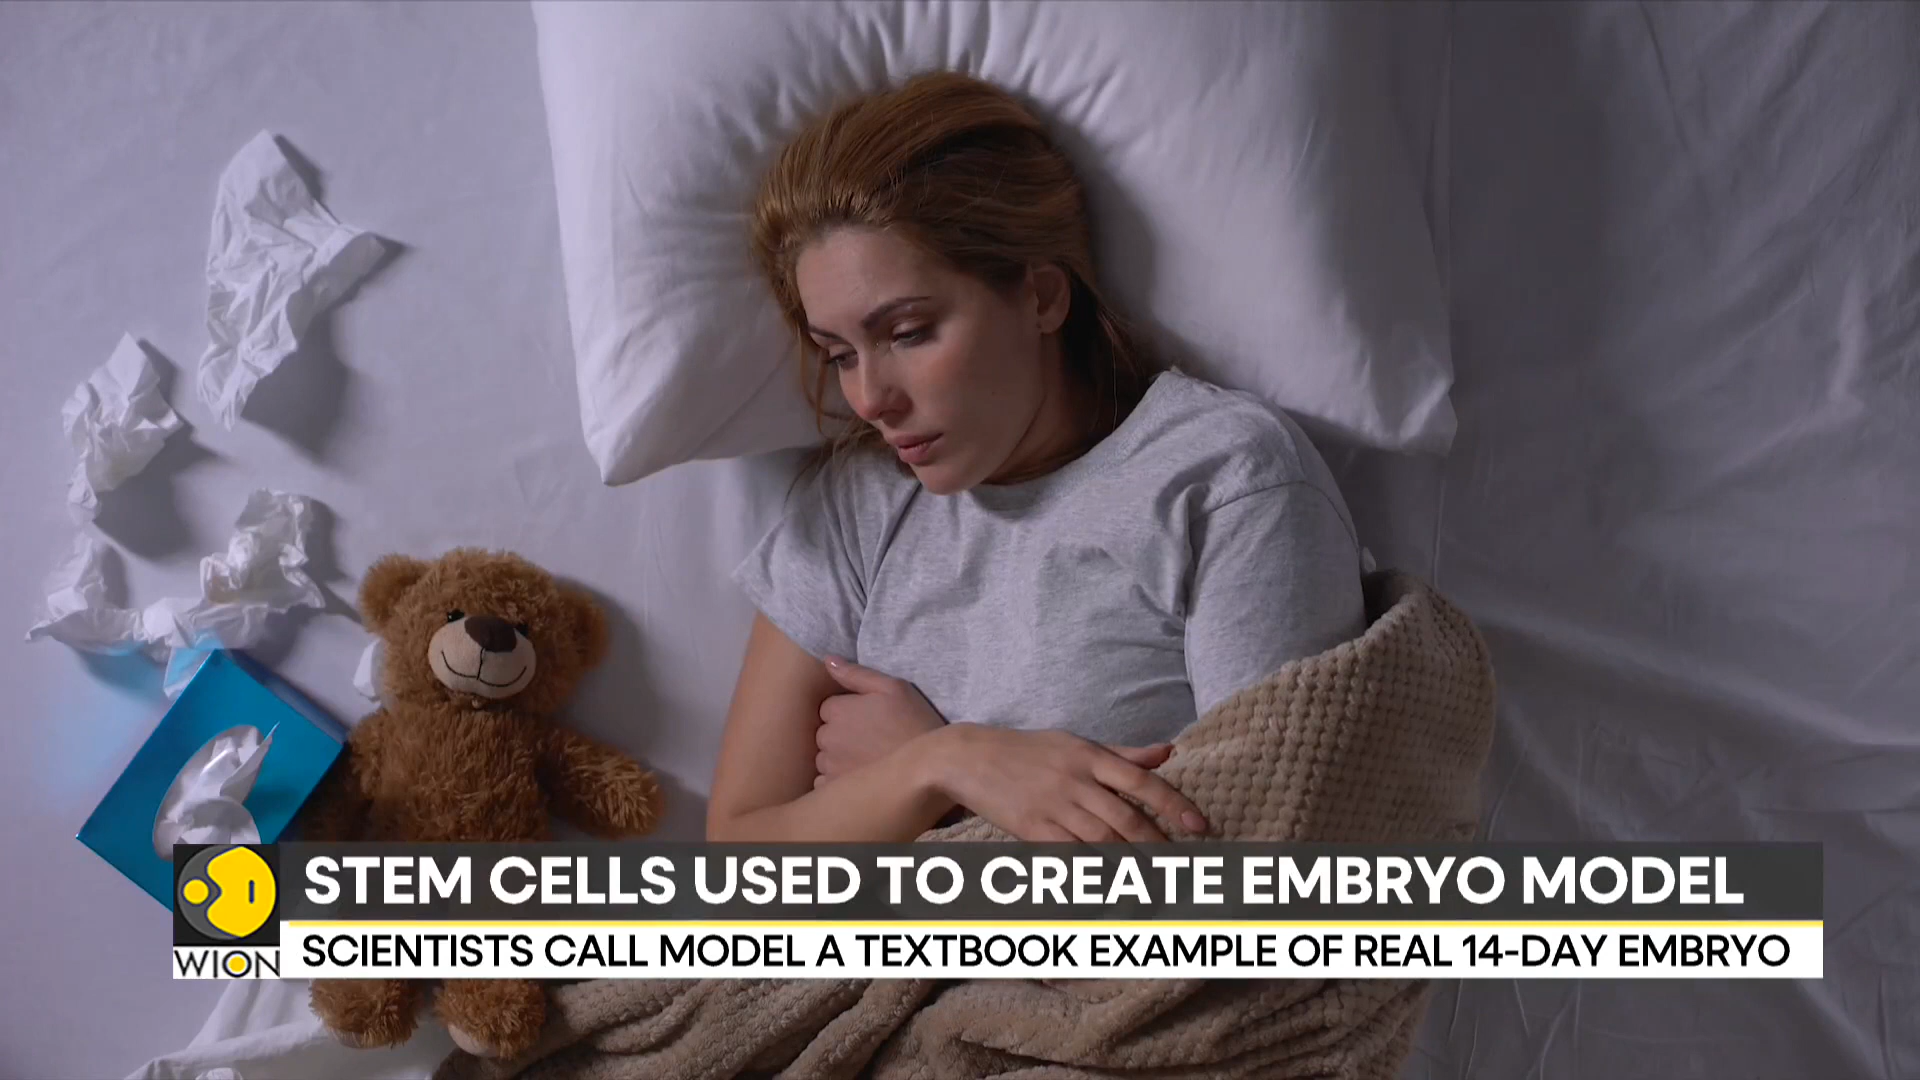 STEM CELLS USED TO CREATE EMBRYO MODEL
SCIENTISTS CALL MODEL A TEXTBOOK EXAMPLE OF REAL 14-DAY EMBRYO
WION